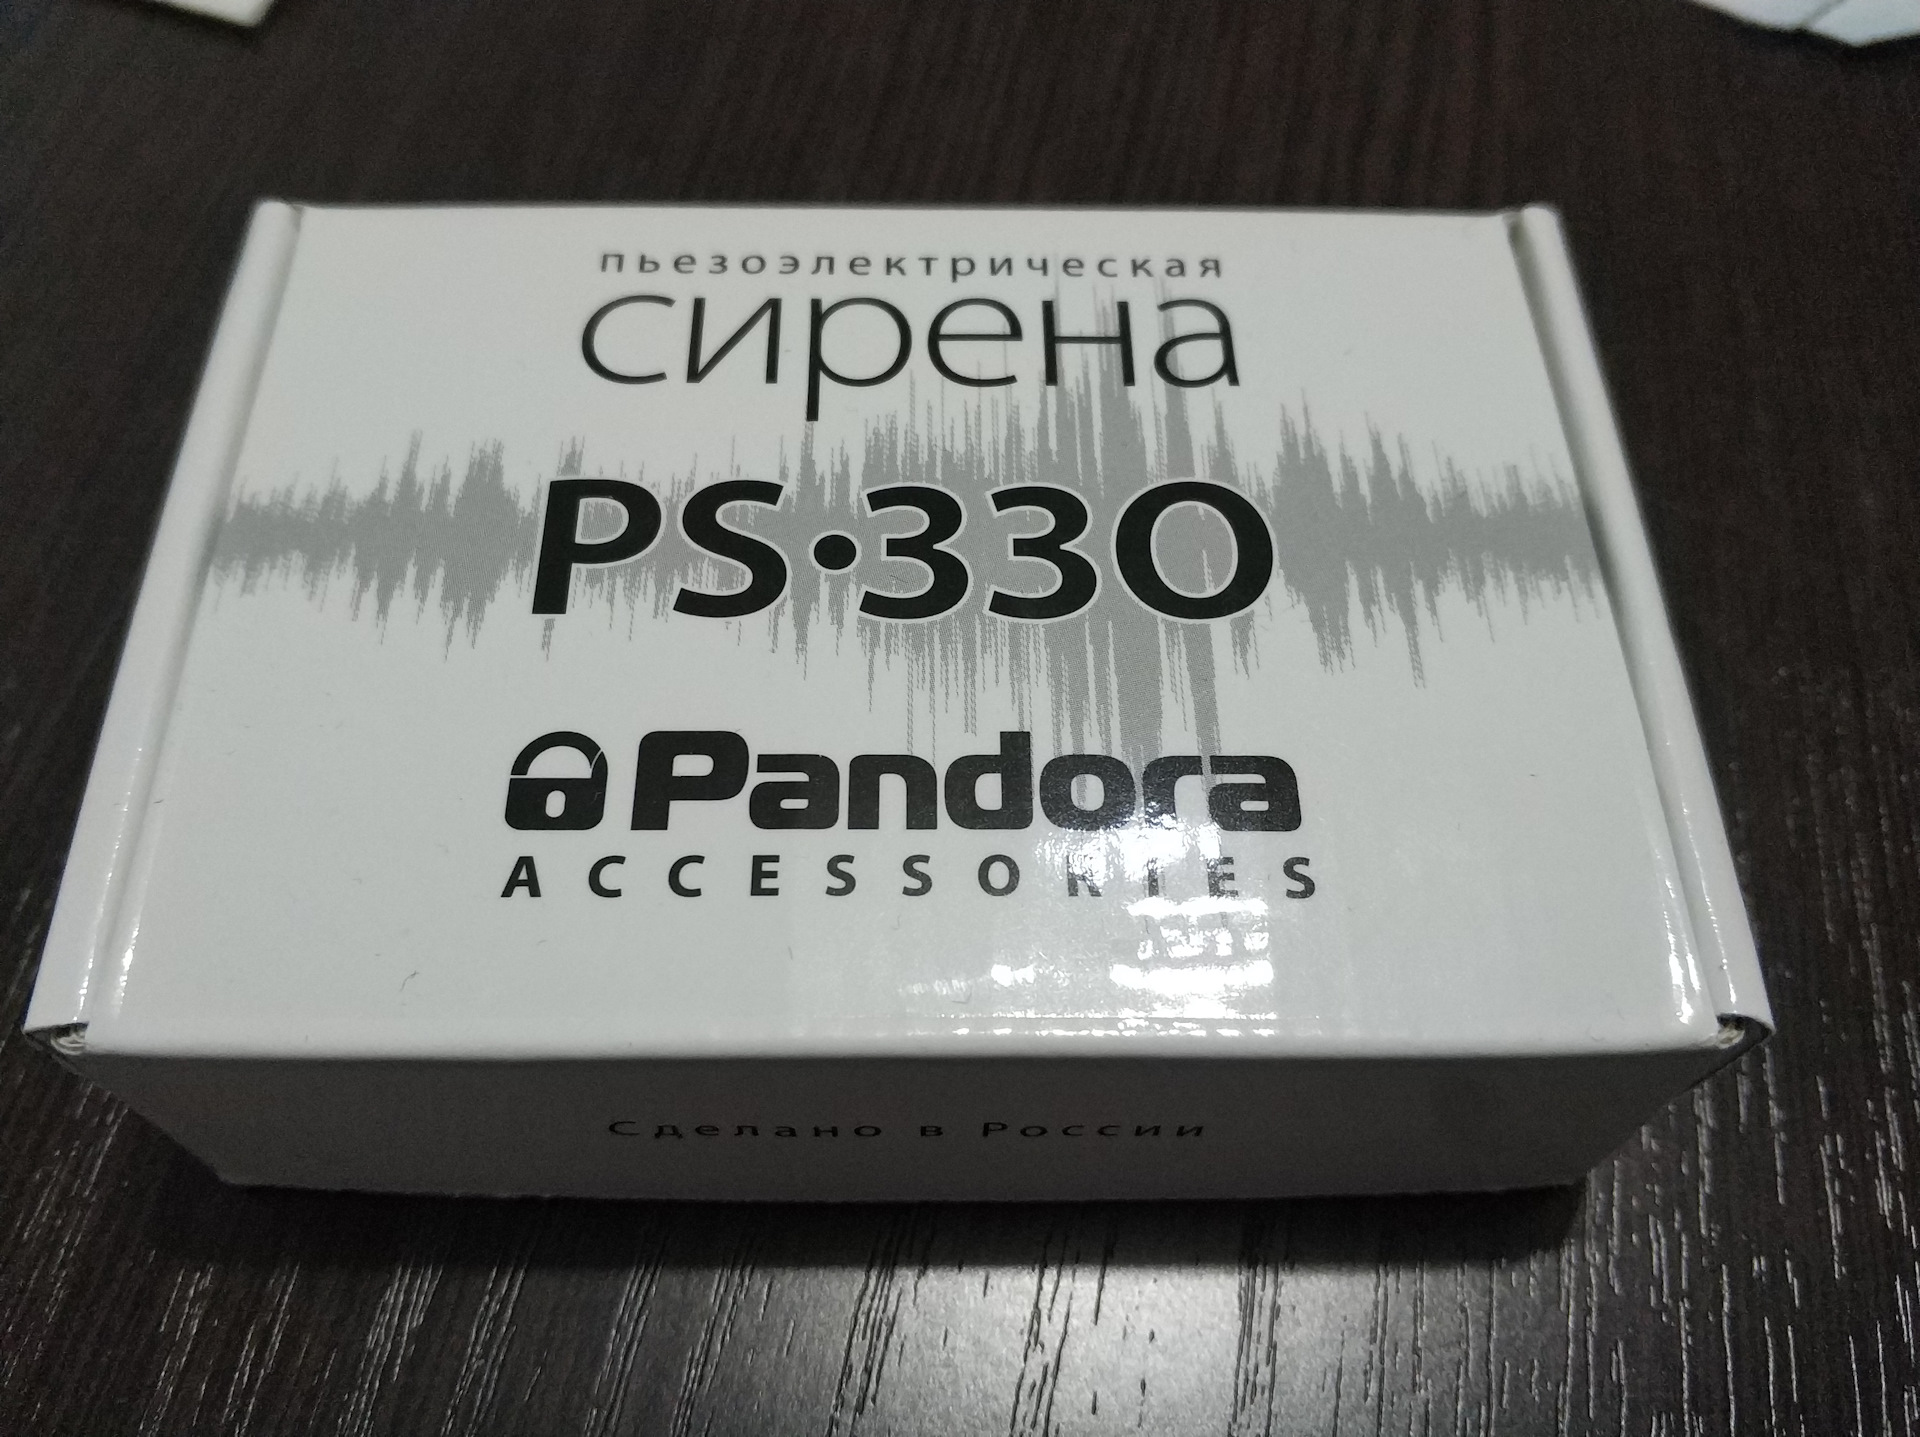 пьезоэлектрическая
сирена
PS·330
Pandora
ACCESSORIES
Сделано в России